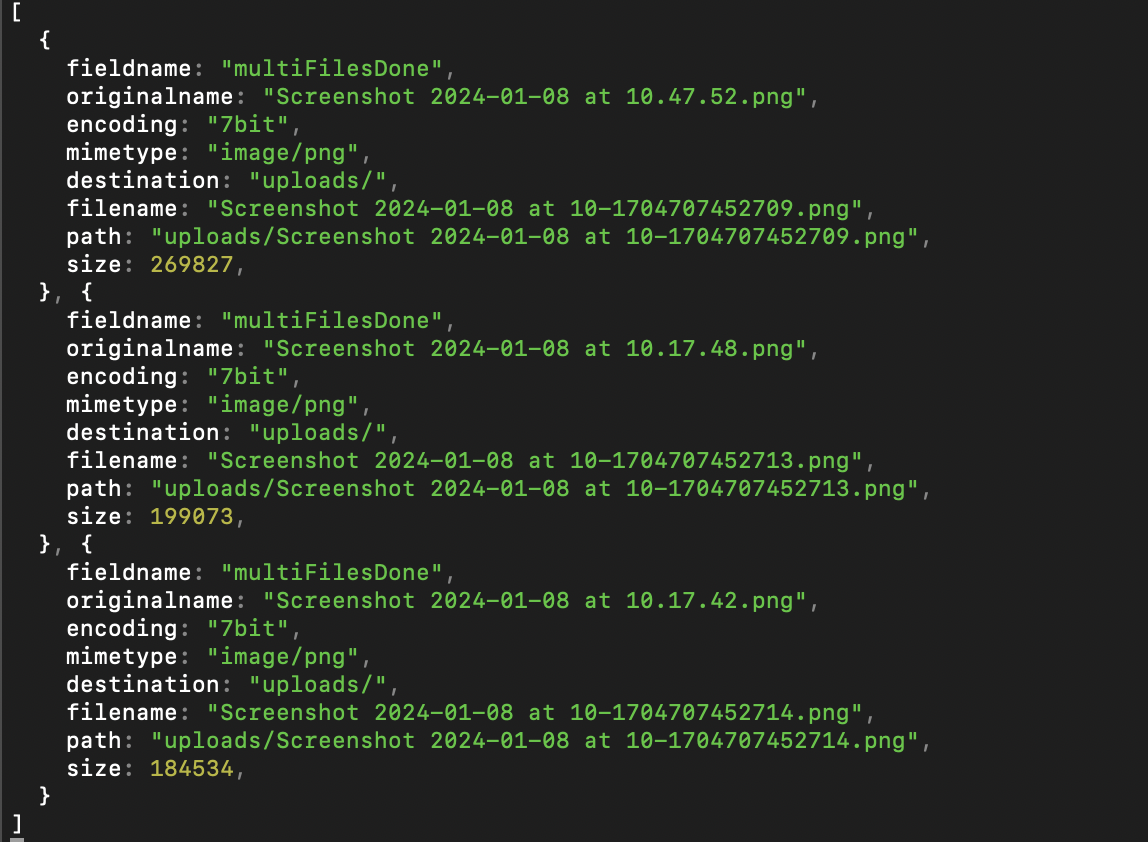 [
  {
    fieldname: "multiFilesDone",
    originalname: "Screenshot 2024-01-08 at 10.47.52.png",
    encoding: "7bit",
    mimetype: "image/png",
    destination: "uploads/",
    filename: "Screenshot 2024-01-08 at 10-1704707452709.png",
    path: "uploads/Screenshot 2024-01-08 at 10-1704707452709.png",
    size: 269827,
  }, {
    fieldname: "multiFilesDone",
    originalname: "Screenshot 2024-01-08 at 10.17.48.png",
    encoding: "7bit",
    mimetype: "image/png",
    destination: "uploads/",
    filename: "Screenshot 2024-01-08 at 10-1704707452713.png",
    path: "uploads/Screenshot 2024-01-08 at 10-1704707452713.png",
    size: 199073,
  }, {
    fieldname: "multiFilesDone",
    originalname: "Screenshot 2024-01-08 at 10.17.42.png",
    encoding: "7bit",
    mimetype: "image/png",
    destination: "uploads/",
    filename: "Screenshot 2024-01-08 at 10-1704707452714.png",
    path: "uploads/Screenshot 2024-01-08 at 10-1704707452714.png",
    size: 184534,
  }
]